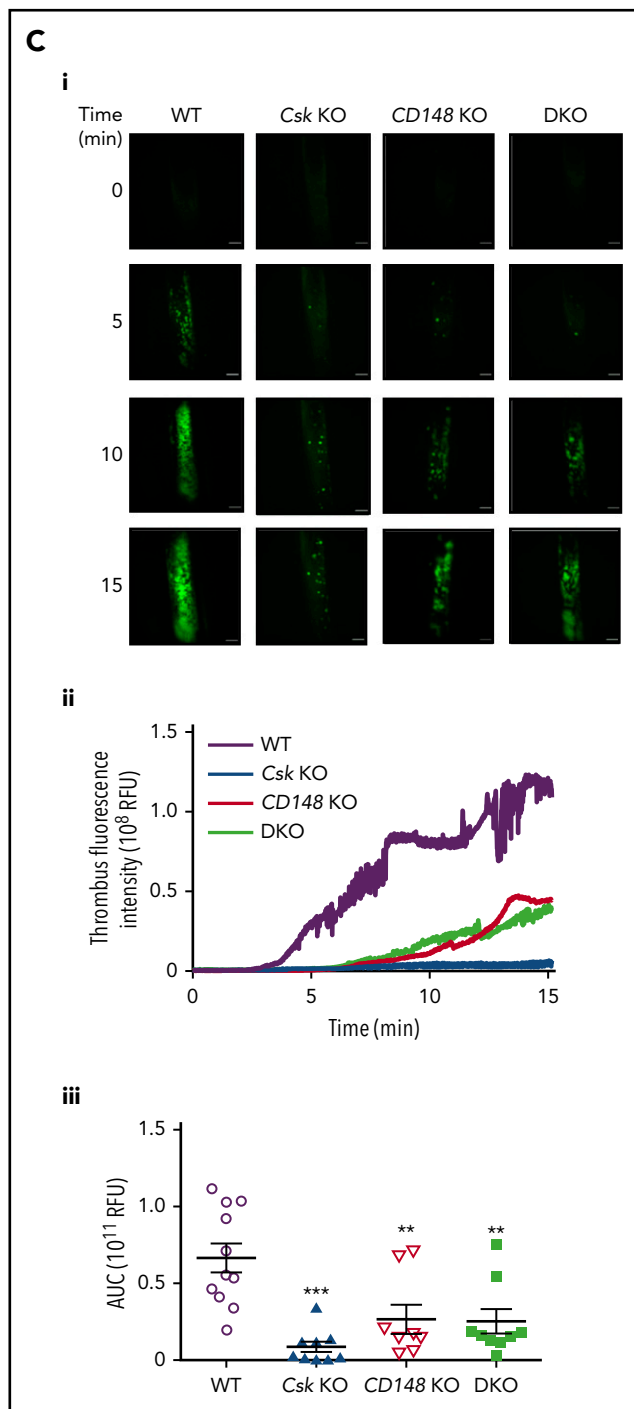 C
i
Time
(min)
WT
Csk KO
CD148 KO
DKO
0
5
10
15
ii
Thrombus fluorescence
intensity (10⁸ RFU)
1.5
1.0
0.5
0
WT
Csk KO
CD148 KO
DKO
0
5
10
15
Time (min)
iii
AUC (10¹¹ RFU)
1.5
1.0
0.5
0
***
**
**
WT
Csk KO
CD148 KO
DKO